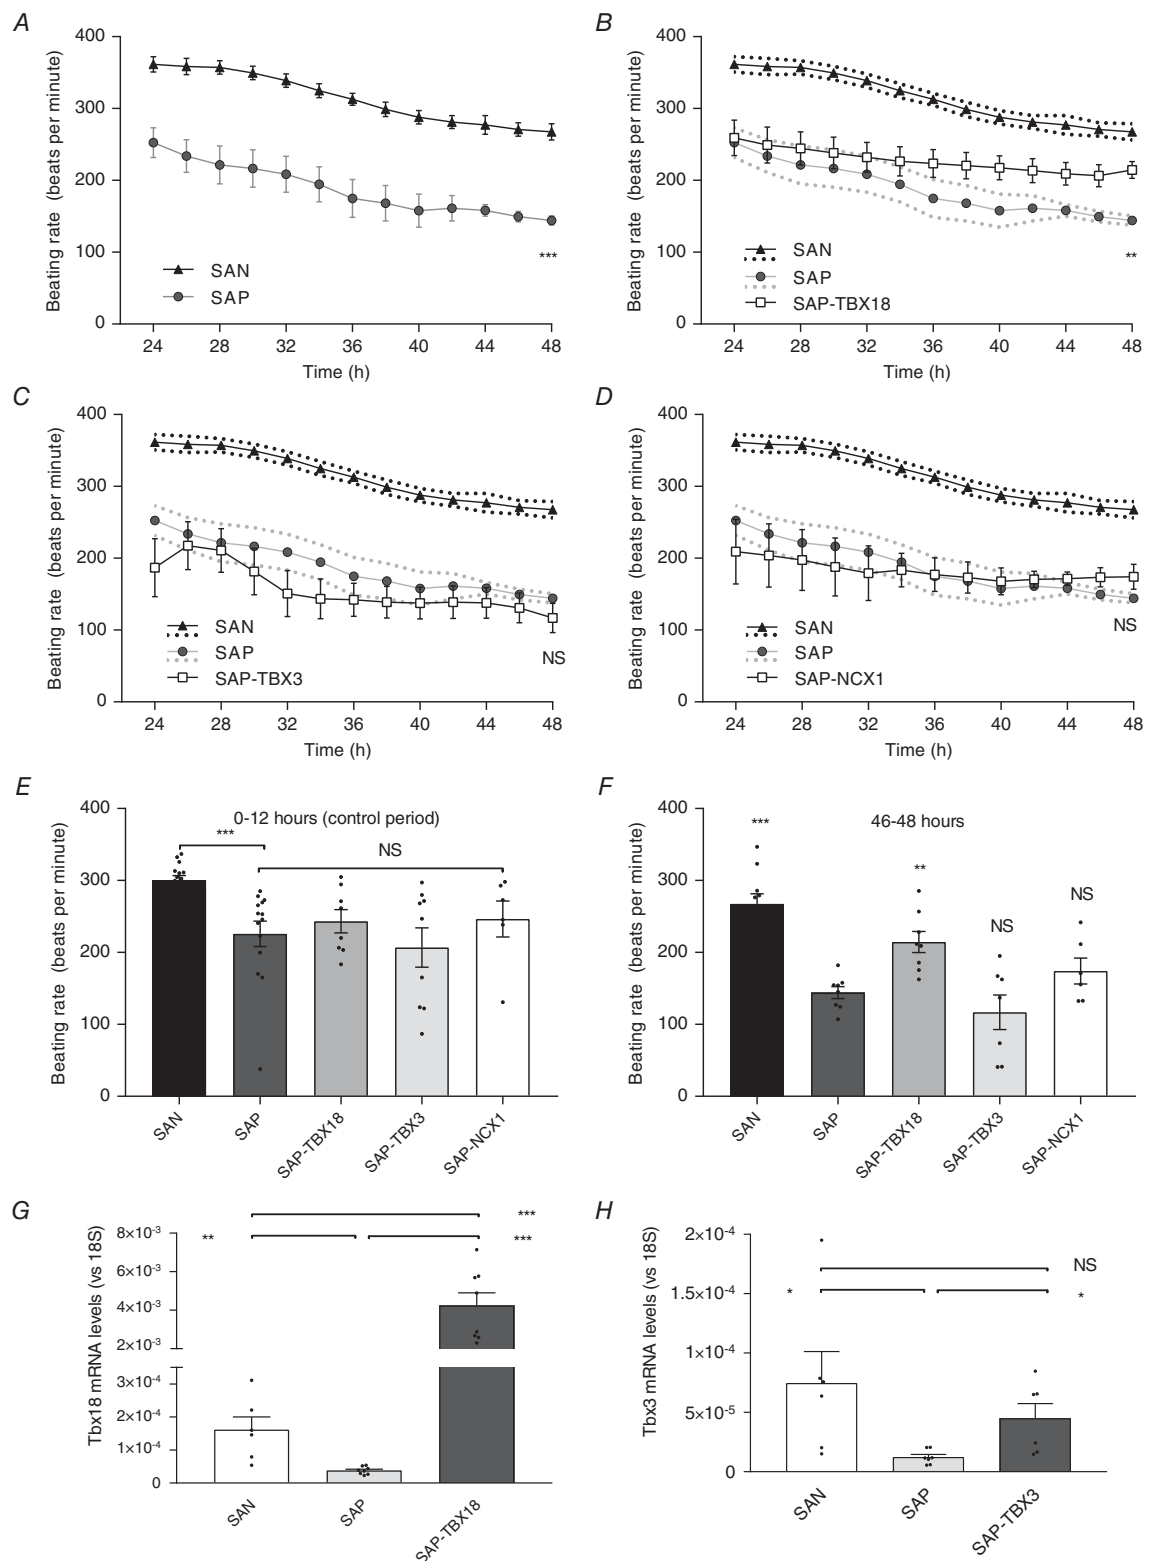 A
Beating rate (beats per minute)
400
300
200
100
0
SAN
SAP
***
24 28 32 36 40 44 48
Time (h)
B
Beating rate (beats per minute)
400
300
200
100
0
SAN
SAP
SAP-TBX18
**
24 28 32 36 40 44 48
Time (h)
C
Beating rate (beats per minute)
400
300
200
100
0
SAN
SAP
SAP-TBX3
NS
24 28 32 36 40 44 48
Time (h)
D
Beating rate (beats per minute)
400
300
200
100
0
SAN
SAP
SAP-NCX1
NS
24 28 32 36 40 44 48
Time (h)
E
Beating rate (beats per minute)
400
300
200
100
0
0-12 hours (control period)
***
NS
SAN
SAP
SAP-TBX18
SAP-TBX3
SAP-NCX1
F
Beating rate (beats per minute)
400
300
200
100
0
46-48 hours
***
**
NS
NS
SAN
SAP
SAP-TBX18
SAP-TBX3
SAP-NCX1
G
Tbx18 mRNA levels (vs 18S)
8×10⁻³
6×10⁻³
4×10⁻³
2×10⁻³
3×10⁻⁴
2×10⁻⁴
1×10⁻⁴
0
***
**
***
SAN
SAP
SAP-TBX18
H
Tbx3 mRNA levels (vs 18S)
2×10⁻⁴
1.5×10⁻⁴
1×10⁻⁴
5×10⁻⁵
0
NS
*
*
SAN
SAP
SAP-TBX3